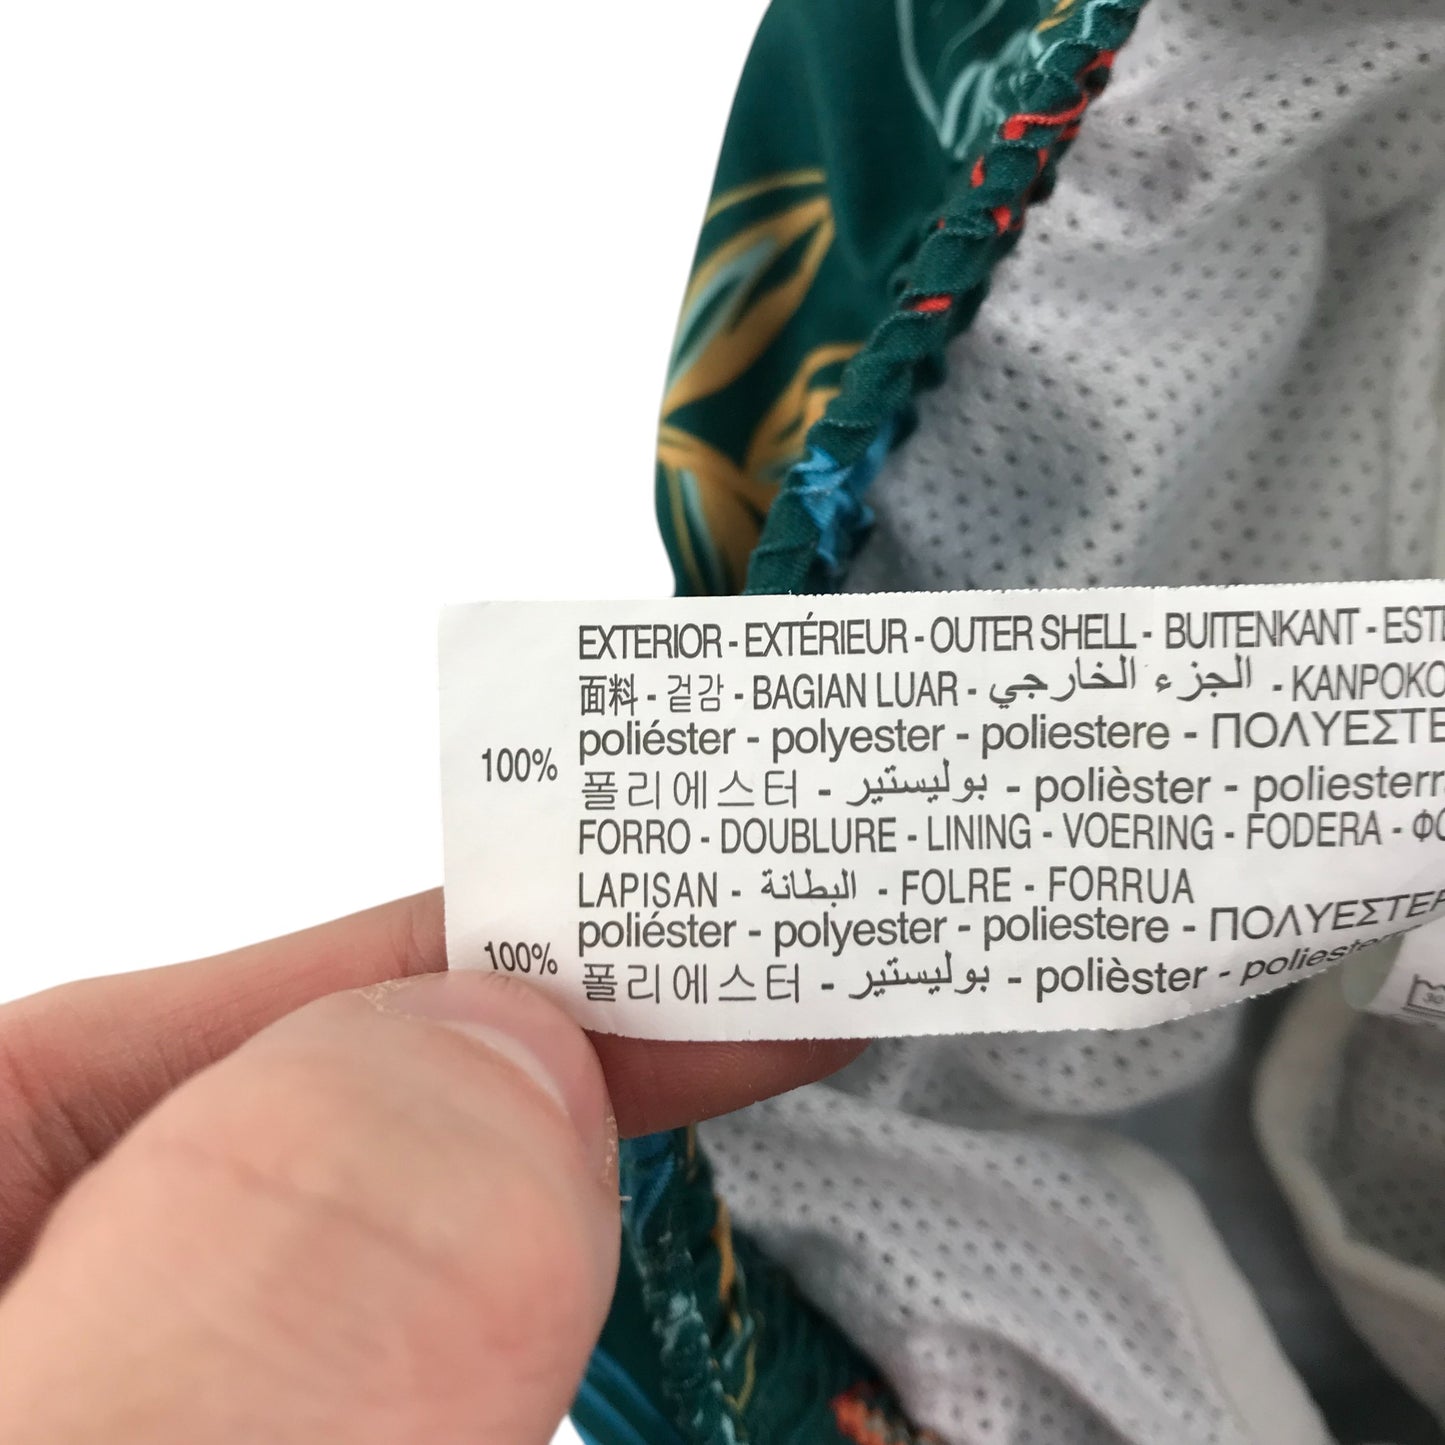 EXTERIOR - EXTÉRIEUR - OUTER SHELL - BUITENKANT -
面料 - 겉감 - BAGIAN LUAR - الجزء الخارجي -
100% poliéster - polyester - poliestere -
폴리에스터 - بوليستير - polièster -
FORRO - DOUBLURE - LINING - VOERING - FODERA -
LAPISAN - البطانة - FOLRE - FORRUA
100% poliéster - polyester - poliestere -
폴리에스터 - بوليستير - polièster -
30